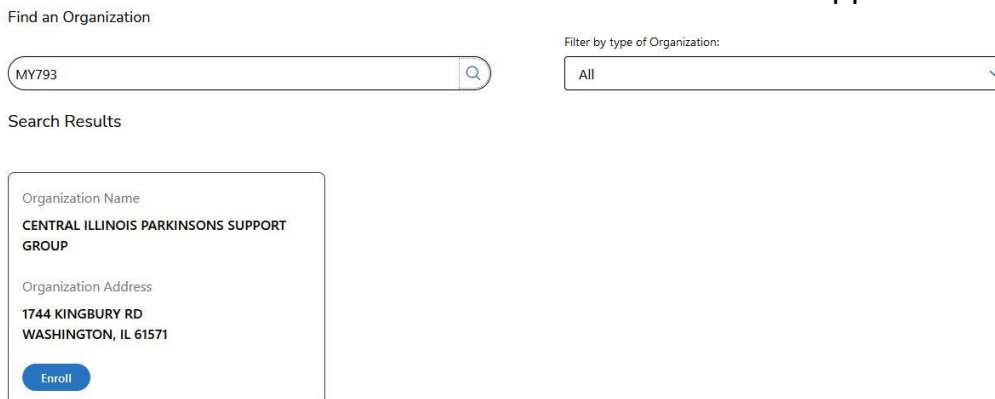 Find an Organization
Filter by type of Organization:
MY793
All
Search Results
Organization Name
CENTRAL ILLINOIS PARKINSONS SUPPORT
GROUP
Organization Address
1744 KINGBURY RD
WASHINGTON, IL 61571
Enroll